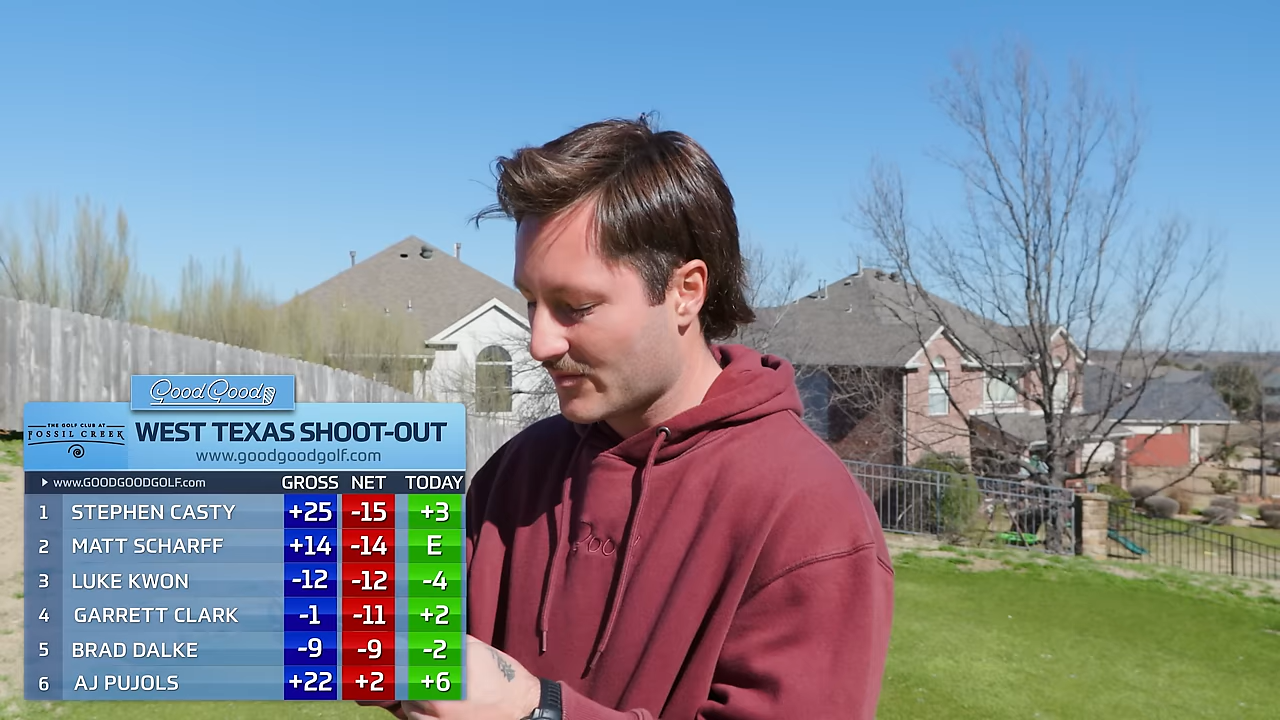 Good Good
THE GOLF CLUB AT
FOSSIL CREEK
WEST TEXAS SHOOT-OUT
www.goodgoodgolf.com
www.GOODGOODGOLF.com GROSS NET TODAY
1 STEPHEN CASTY +25 -15 +3
2 MATT SCHARFF +14 -14 E
3 LUKE KWON -12 -12 -4
4 GARRETT CLARK -1 -11 +2
5 BRAD DALKE -9 -9 -2
6 AJ PUJOLS +22 +2 +6